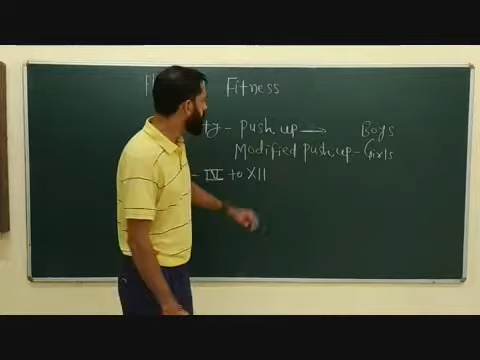 Fitness
- Push up → Boys
Modified Push up - Girls
- IV to XII